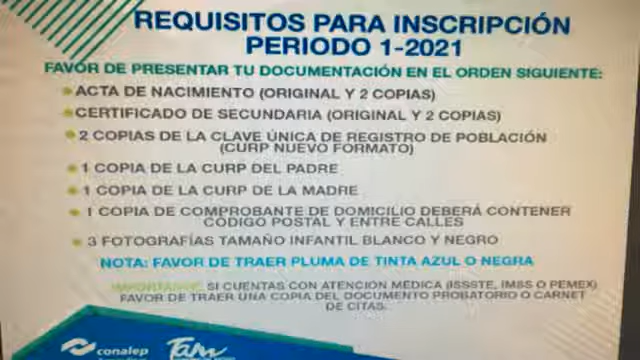 REQUISITOS PARA INSCRIPCIÓN
PERIODO 1-2021
FAVOR DE PRESENTAR TU DOCUMENTACIÓN EN EL ORDEN SIGUIENTE:
ACTA DE NACIMIENTO (ORIGINAL Y 2 COPIAS)
CERTIFICADO DE SECUNDARIA (ORIGINAL Y 2 COPIAS)
2 COPIAS DE LA CLAVE ÚNICA DE REGISTRO DE POBLACIÓN
(CURP NUEVO FORMATO)
1 COPIA DE LA CURP DEL PADRE
1 COPIA DE LA CURP DE LA MADRE
1 COPIA DE COMPROBANTE DE DOMICILIO DEBERÁ CONTENER
CÓDIGO POSTAL Y ENTRE CALLES
3 FOTOGRAFÍAS TAMAÑO INFANTIL BLANCO Y NEGRO
NOTA: FAVOR DE TRAER PLUMA DE TINTA AZUL O NEGRA
IMPORTANTE: SI CUENTAS CON ATENCIÓN MÉDICA (ISSSTE, IMSS O PEMEX)
FAVOR DE TRAER UNA COPIA DEL DOCUMENTO PROBATORIO O CARNET
DE CITAS.
conalep
Tam